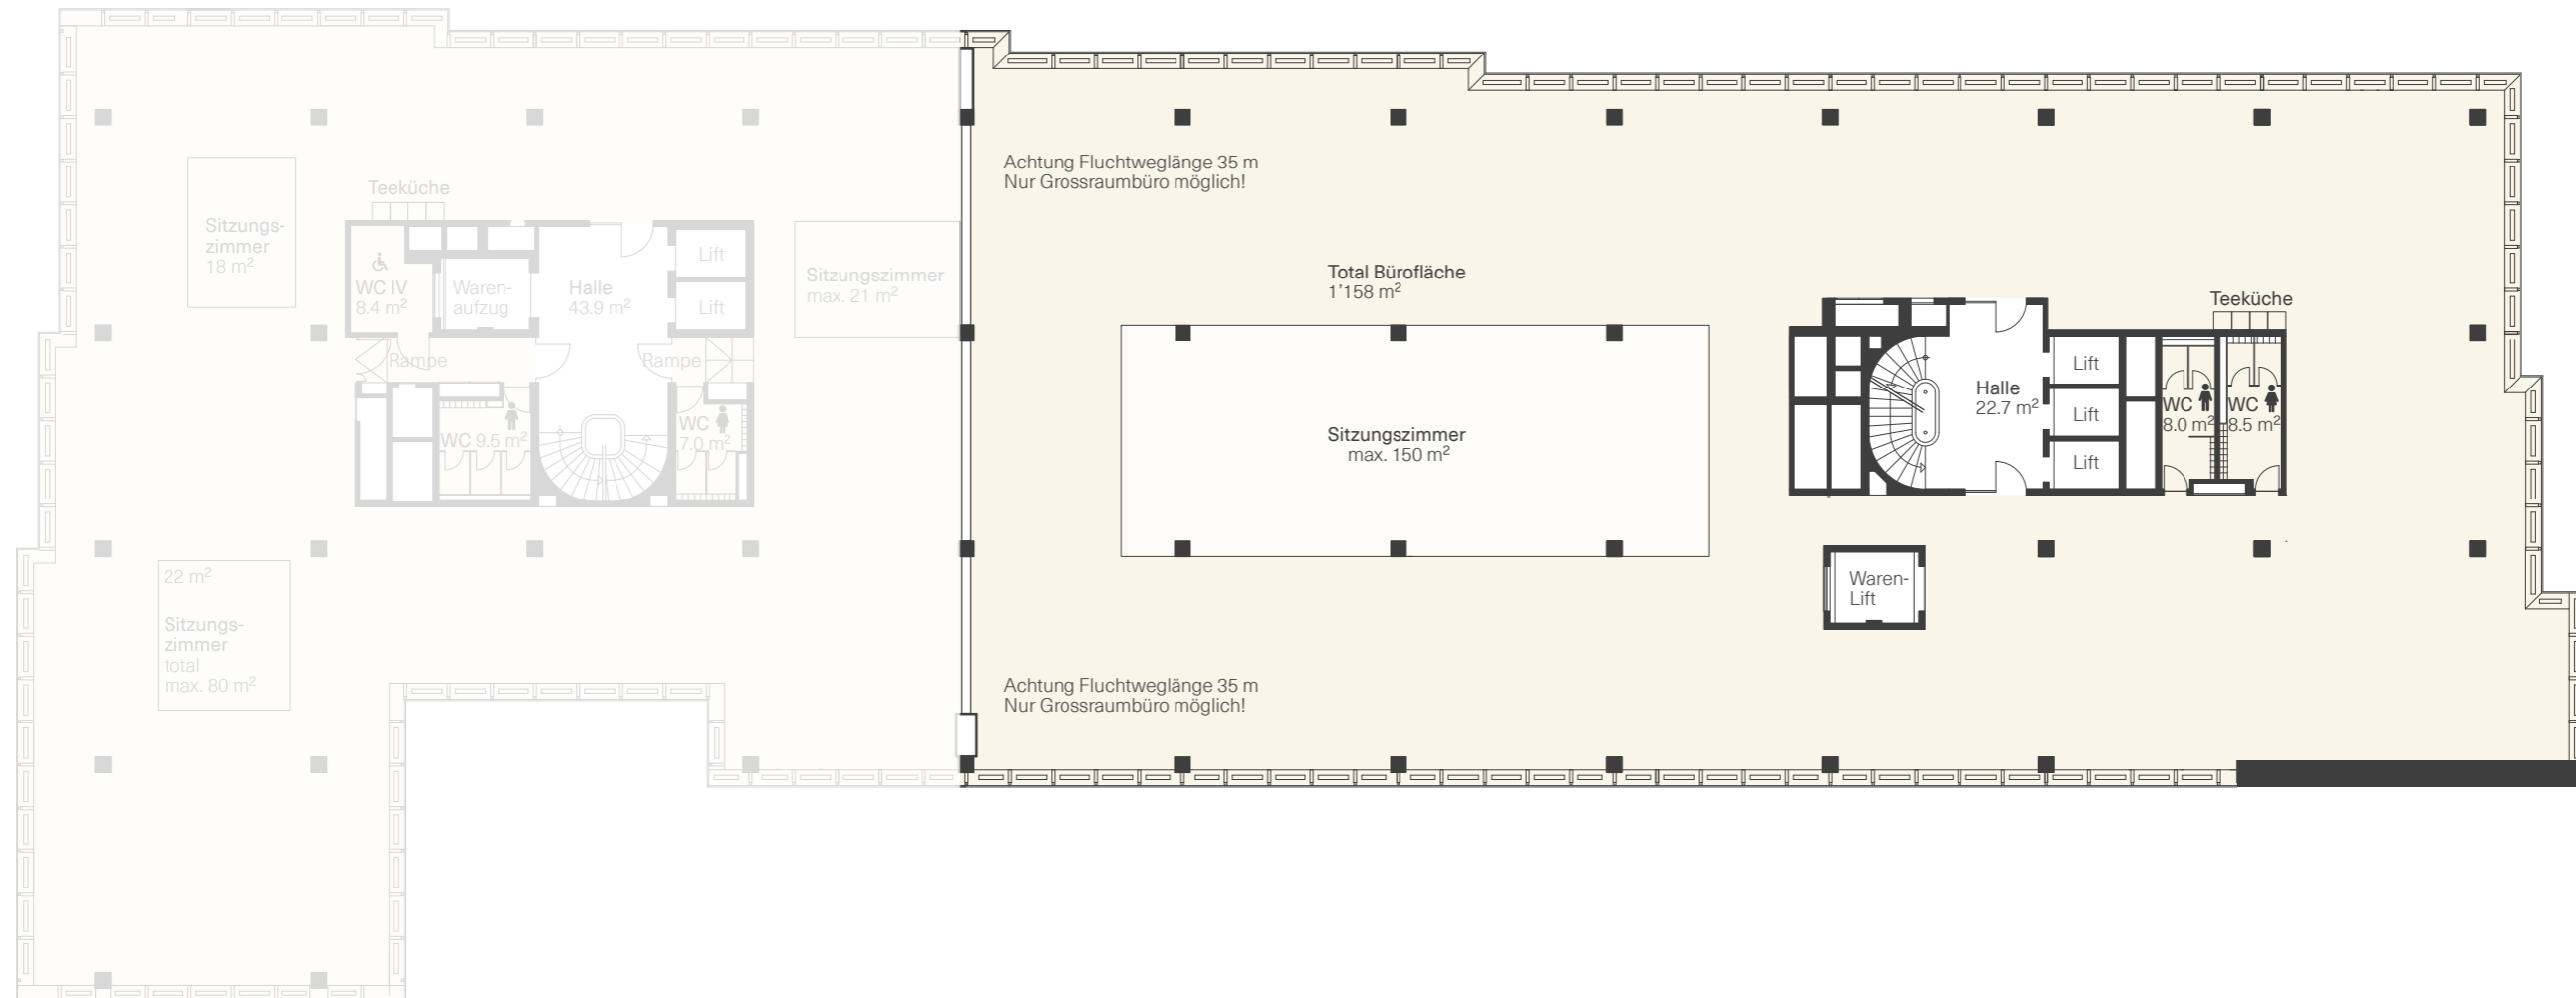 Teeküche
Sitzungs-
zimmer
18 m²
WC IV
8.4 m²
Waren-
aufzug
Halle
43.9 m²
Lift
Lift
Sitzungszimmer
max. 21 m²
Rampe
Rampe
WC 9.5 m²
WC
7.0 m²
22 m²
Sitzungs-
zimmer
total
max. 80 m²
Achtung Fluchtweglänge 35 m
Nur Grossraumbüro möglich!
Total Bürofläche
1’158 m²
Sitzungszimmer
max. 150 m²
Teeküche
Halle
22.7 m²
Lift
Lift
Lift
WC
8.0 m²
WC
8.5 m²
Waren-
Lift
Achtung Fluchtweglänge 35 m
Nur Grossraumbüro möglich!